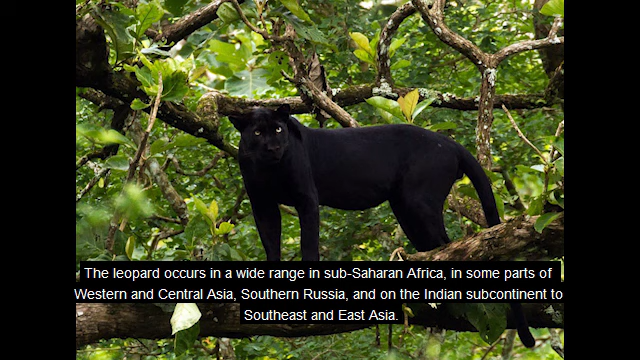 The leopard occurs in a wide range in sub-Saharan Africa, in some parts of
Western and Central Asia, Southern Russia, and on the Indian subcontinent to
Southeast and East Asia.